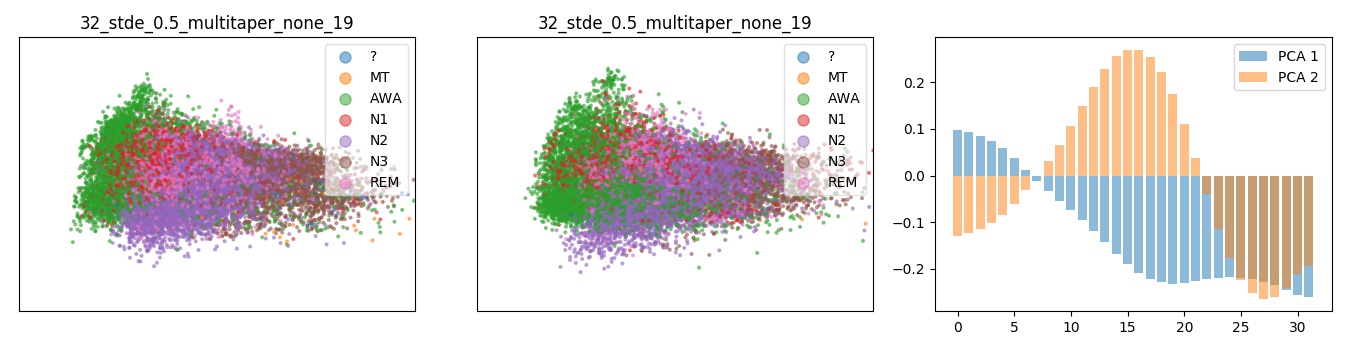 32_stde_0.5_multitaper_none_19
?
MT
AWA
N1
N2
N3
REM
32_stde_0.5_multitaper_none_19
?
MT
AWA
N1
N2
N3
REM
PCA 1
PCA 2
0.2
0.1
0.0
−0.1
−0.2
0 5 10 15 20 25 30